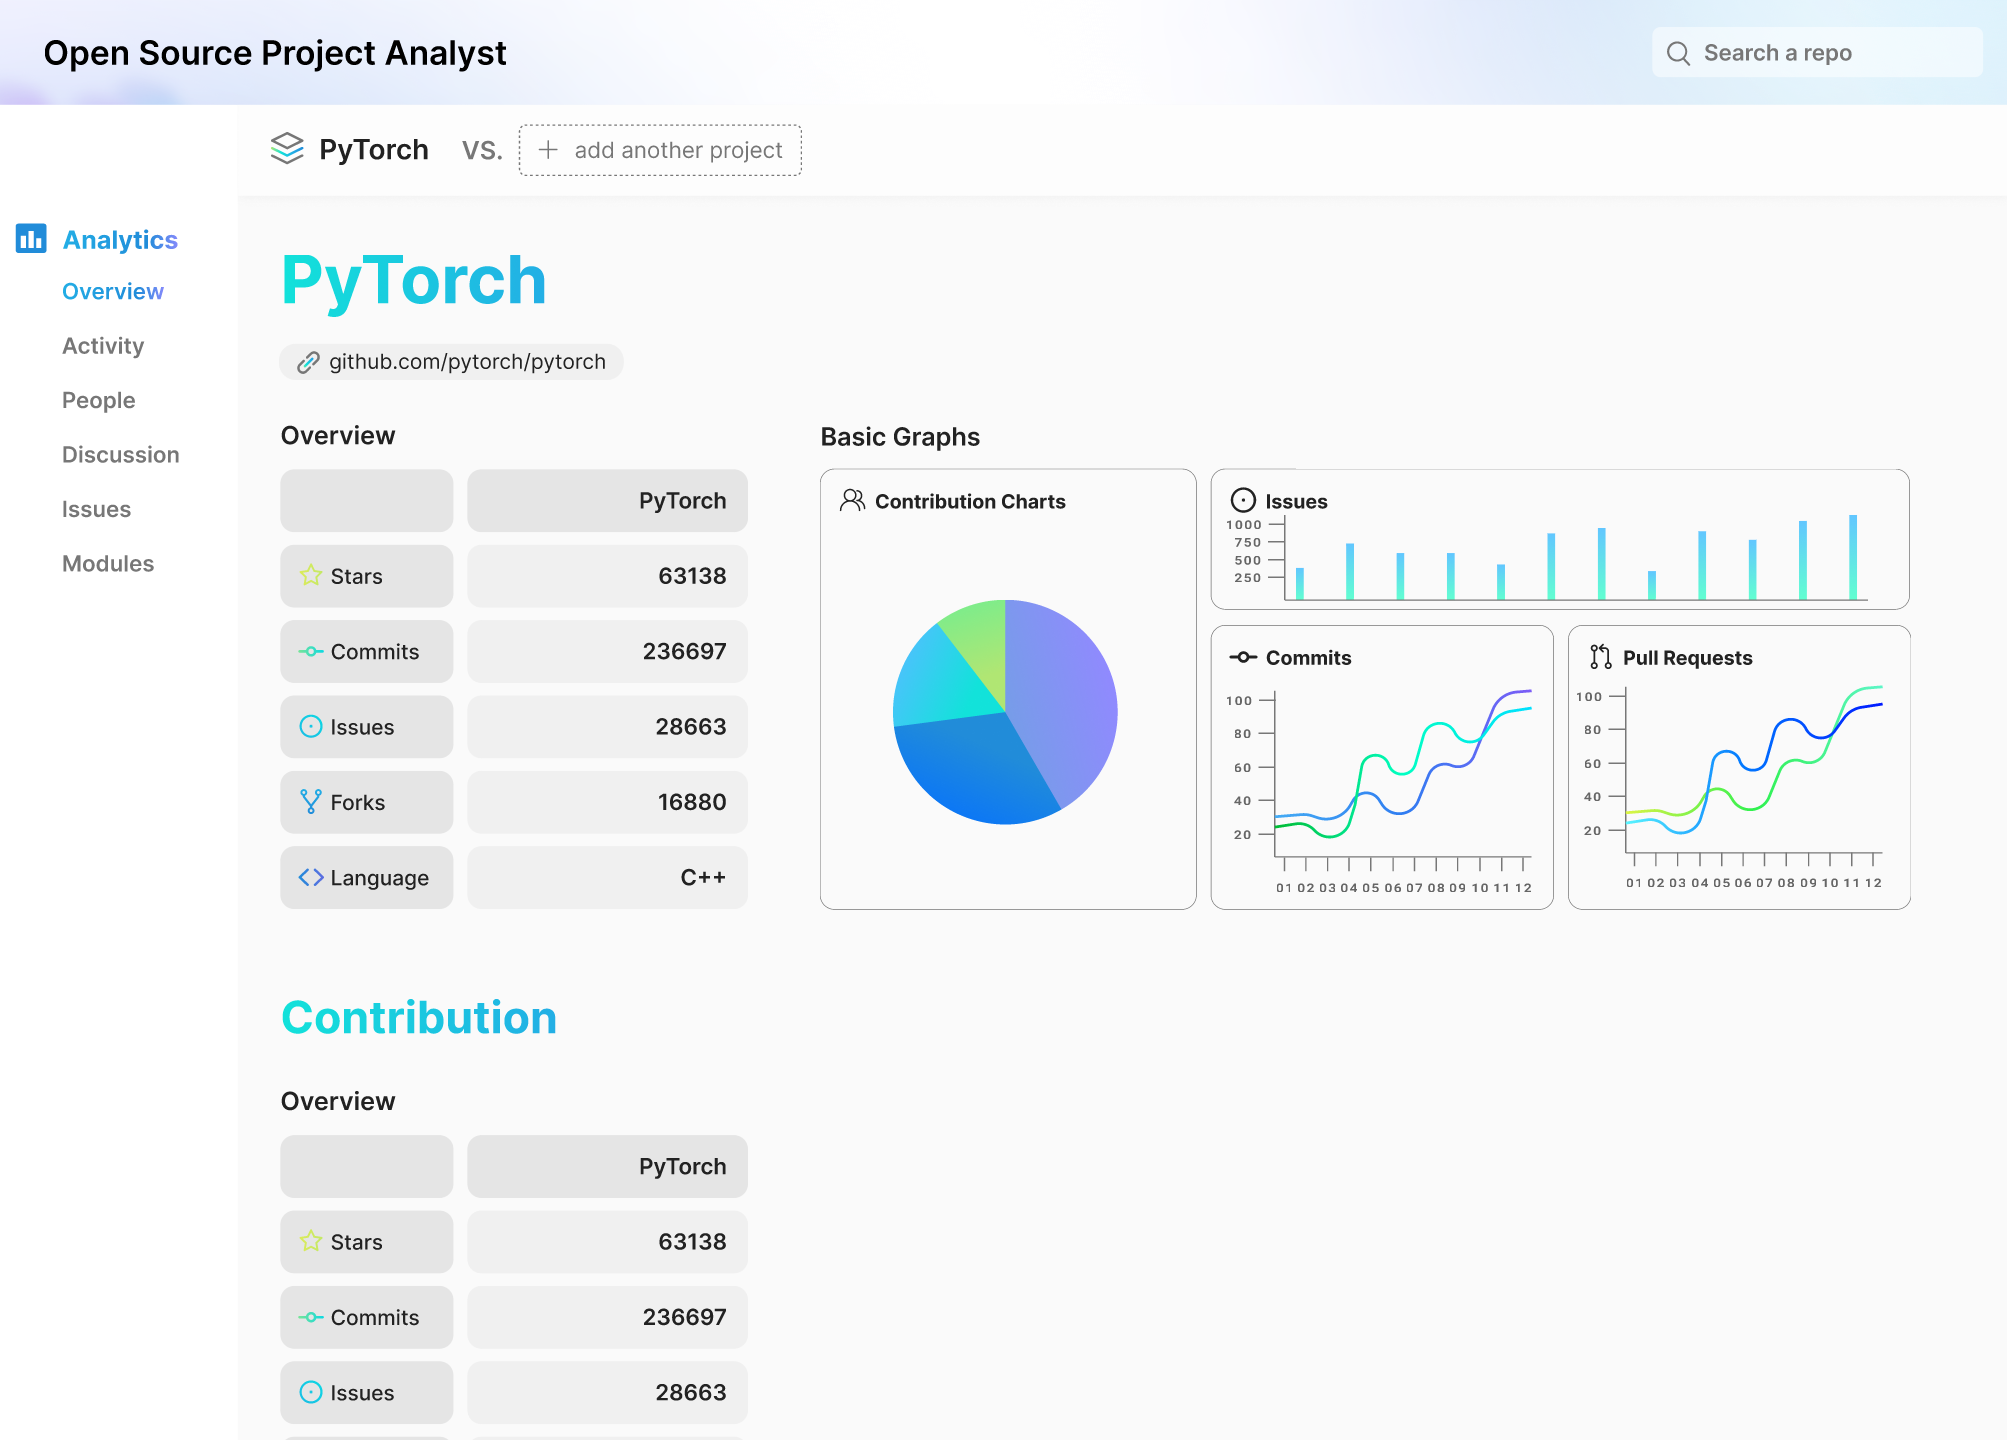 Open Source Project Analyst
Search a repo
PyTorch VS. + add another project
Analytics
Overview
Activity
People
Discussion
Issues
Modules
PyTorch
github.com/pytorch/pytorch
Overview
PyTorch
Stars 63138
Commits 236697
Issues 28663
Forks 16880
Language C++
Basic Graphs
Contribution Charts
Issues
1000
750
500
250
Commits
100
80
60
40
20
01 02 03 04 05 06 07 08 09 10 11 12
Pull Requests
100
80
60
40
20
01 02 03 04 05 06 07 08 09 10 11 12
Contribution
Overview
PyTorch
Stars 63138
Commits 236697
Issues 28663